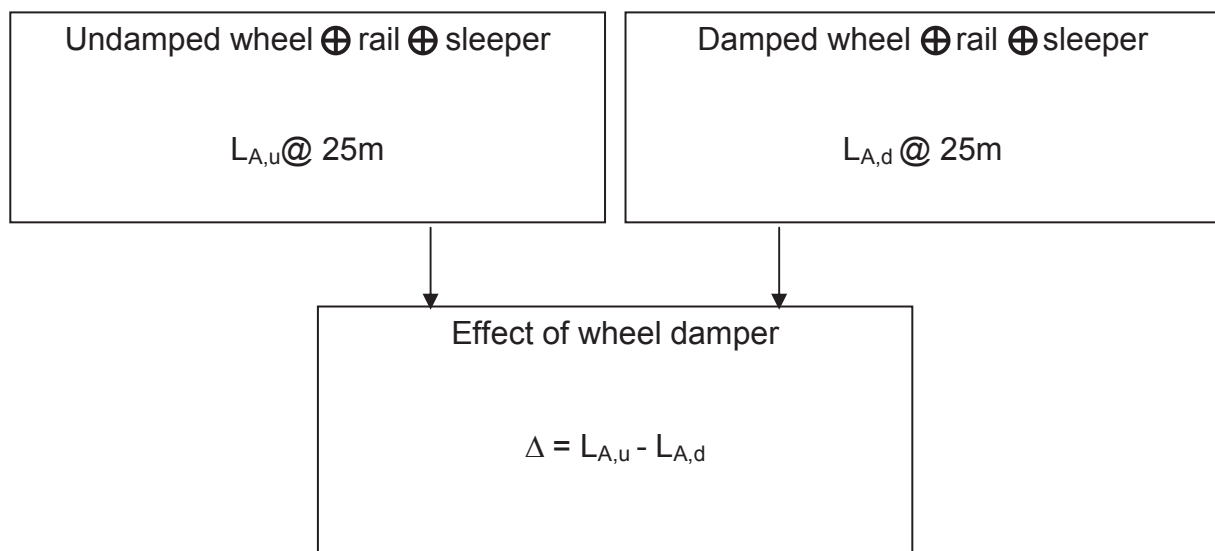 Undamped wheel ⊕ rail ⊕ sleeper
L_A,u@ 25m
Damped wheel ⊕ rail ⊕ sleeper
L_A,d @ 25m
Effect of wheel damper
Δ = L_A,u - L_A,d